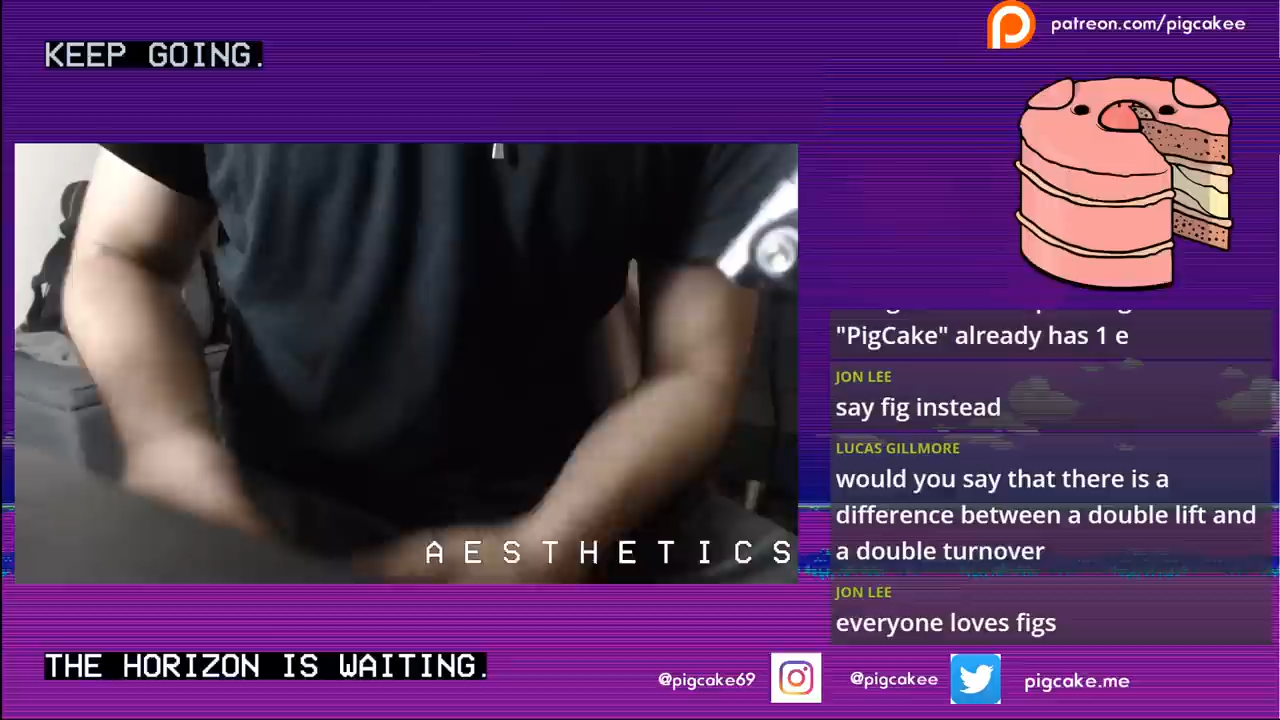 KEEP GOING.
patreon.com/pigcakee
"PigCake" already has 1 e
JON LEE
say fig instead
LUCAS GILLMORE
would you say that there is a
difference between a double lift and
a double turnover
JON LEE
everyone loves figs
A E S T H E T I C S
THE HORIZON IS WAITING.
@pigcake69
@pigcakee
pigcake.me